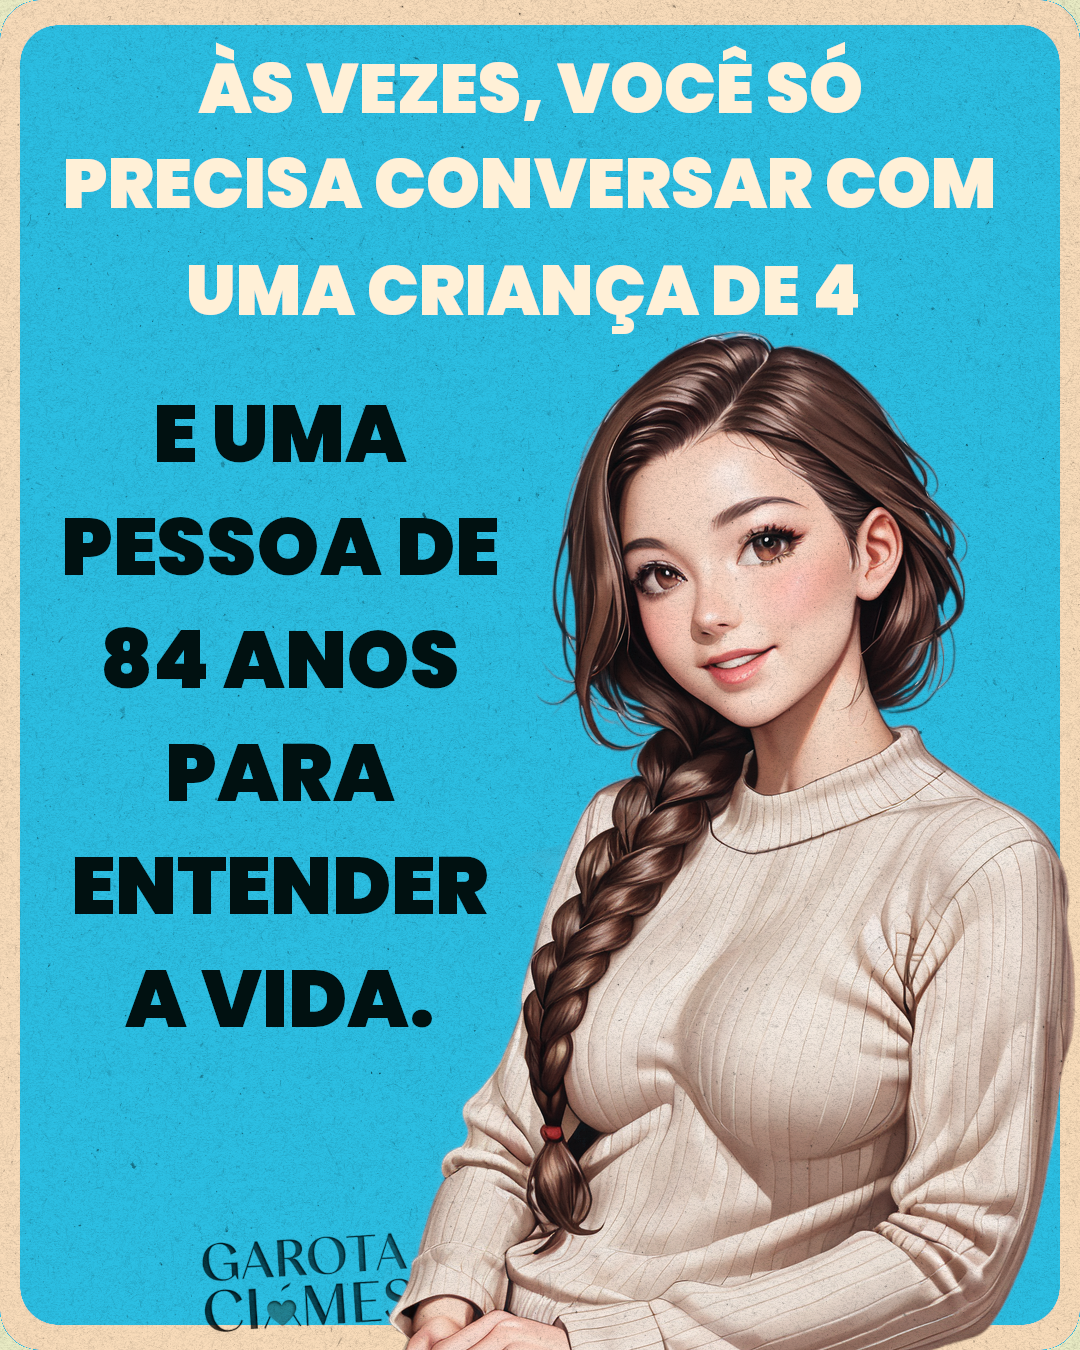 ÀS VEZES, VOCÊ SÓ
PRECISA CONVERSAR COM
UMA CRIANÇA DE 4
E UMA
PESSOA DE
84 ANOS
PARA
ENTENDER
A VIDA.
GAROTA
CIÚMES